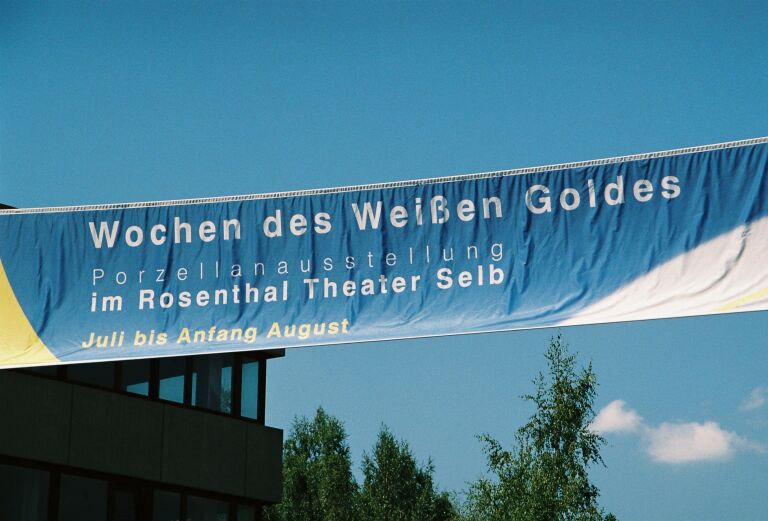 Wochen des Weißen Goldes
Porzellanausstellung
im Rosenthal Theater Selb
Juli bis Anfang August